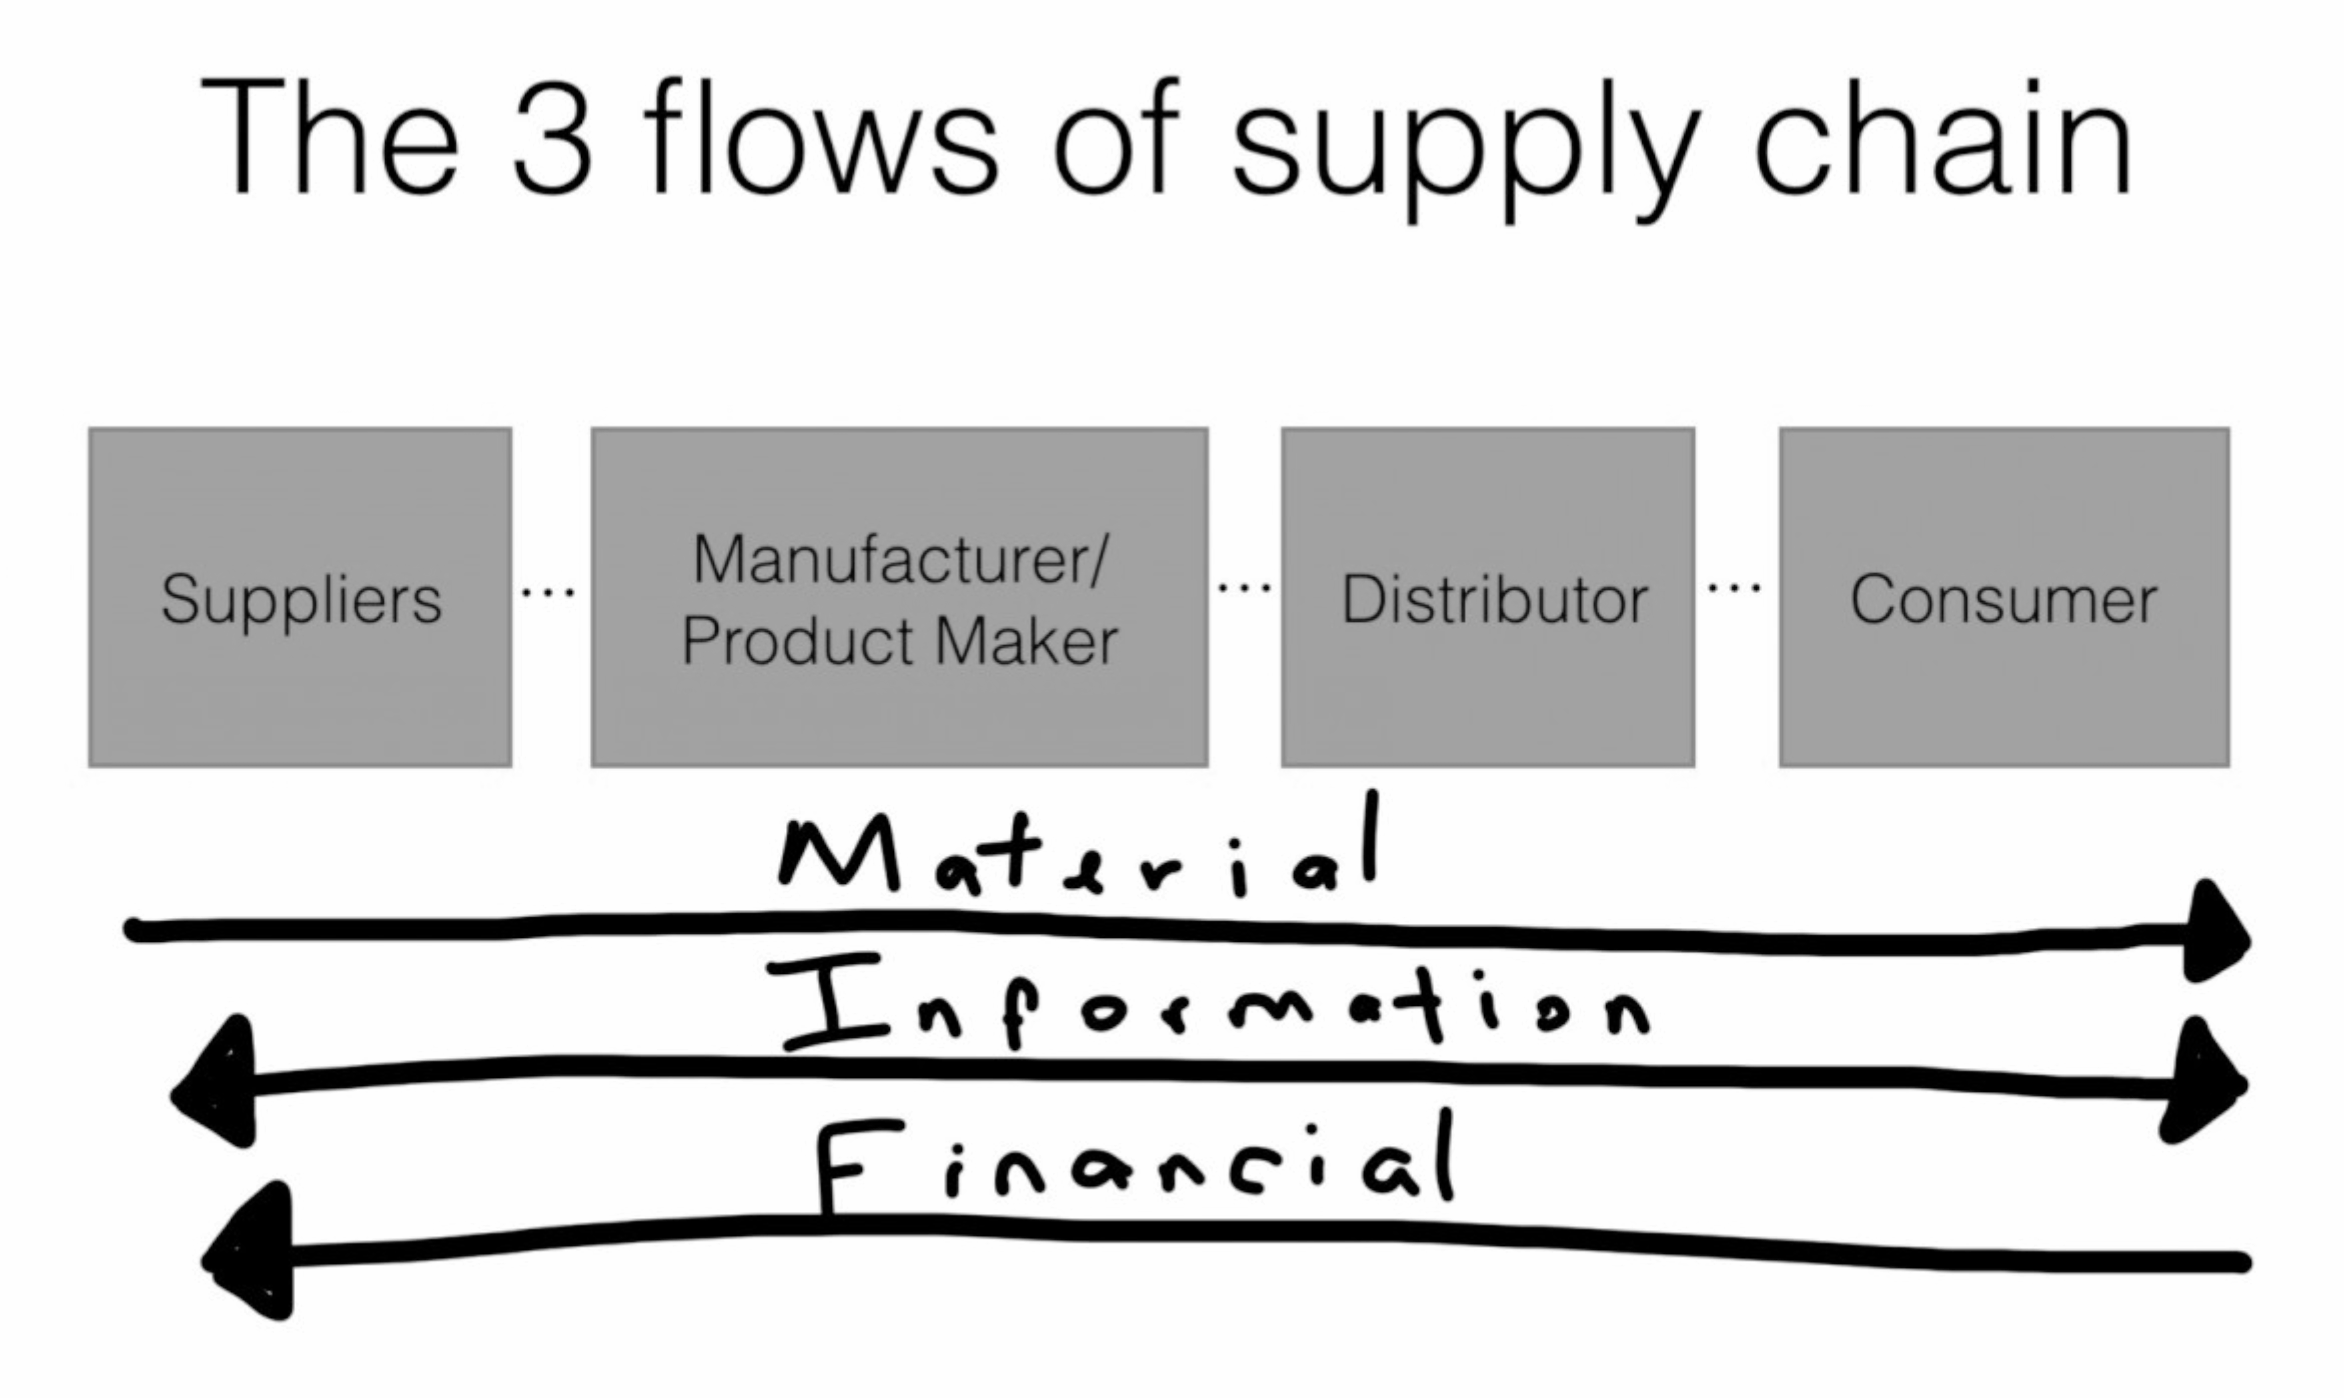 The 3 flows of supply chain
Suppliers
...
Manufacturer/
Product Maker
...
Distributor
...
Consumer
Material
Information
Financial